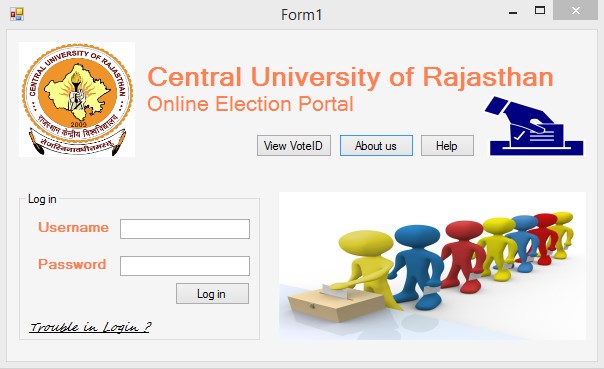 Form1
CENTRAL UNIVERSITY OF RAJASTHAN
2009
राजस्थान केन्द्रीय विश्वविद्यालय
Central University of Rajasthan
Online Election Portal
View VoteID
About us
Help
Log in
Username
Password
Log in
Trouble in Login ?